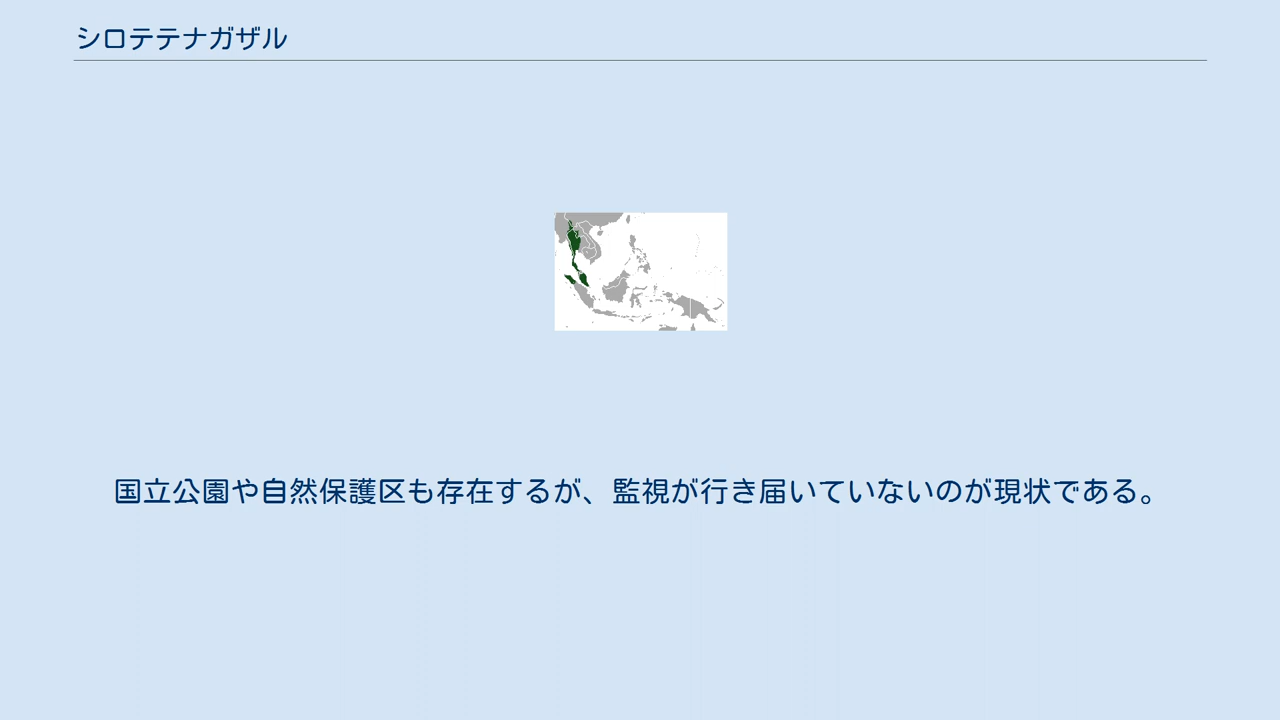 シロテテナガザル
国立公園や自然保護区も存在するが、監視が行き届いていないのが現状である。